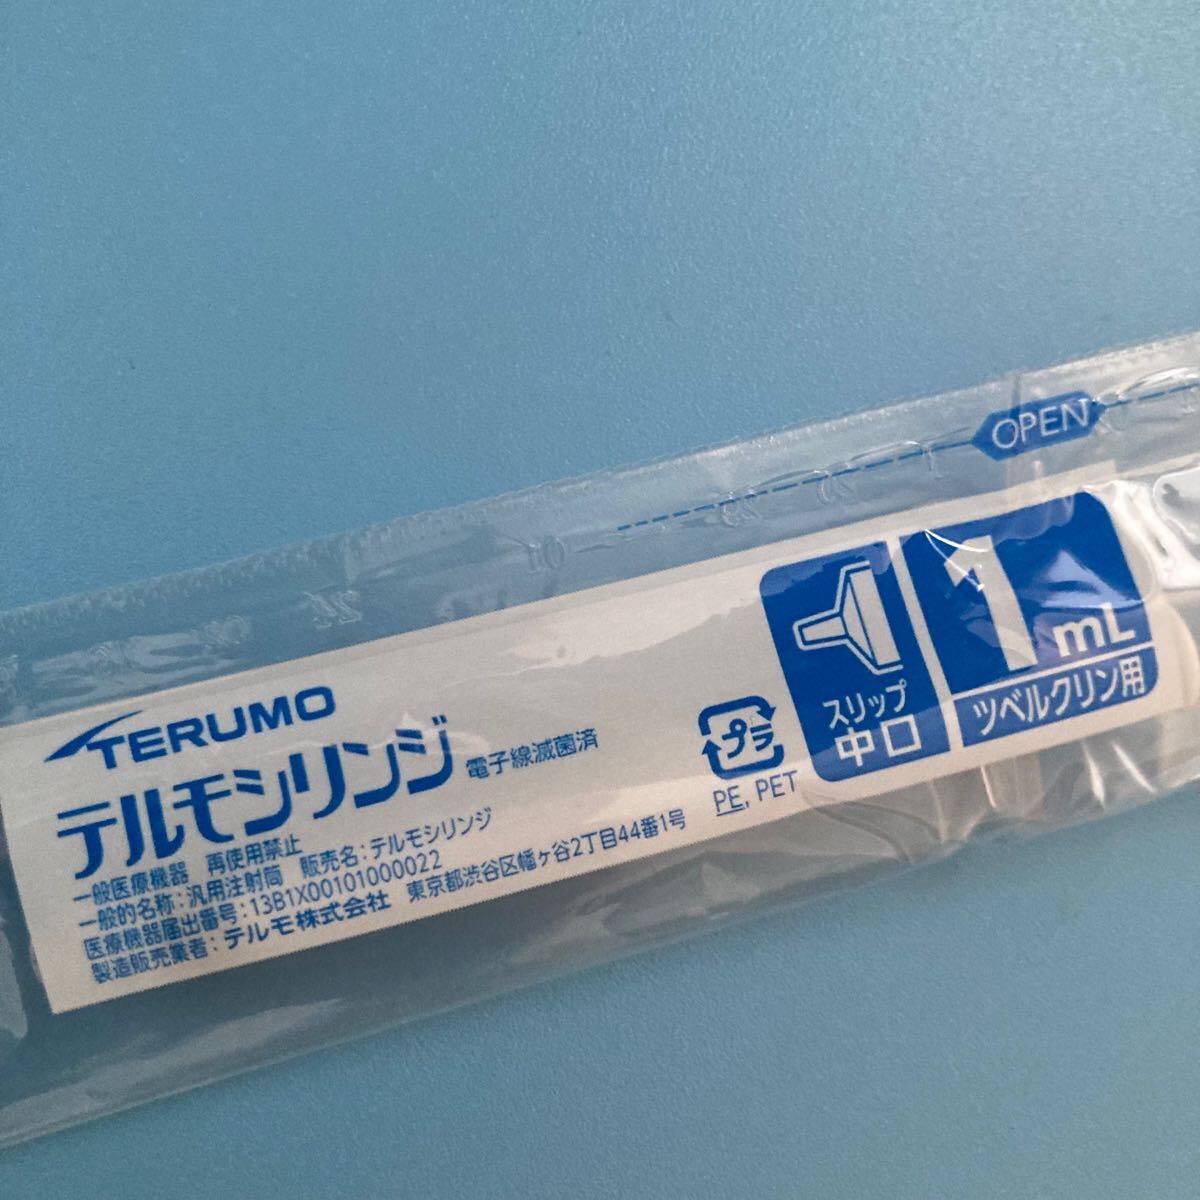 OPEN
TERUMO
テルモシリンジ 電子線滅菌済
一般医療機器 再使用禁止
一般的名称：汎用注射筒 販売名：テルモシリンジ
医療機器届出番号：13B1X00101000022
製造販売業者：テルモ株式会社 東京都渋谷区幡ヶ谷2丁目44番1号
プラ
PE, PET
スリップ
中口
1mL
ツベルクリン用